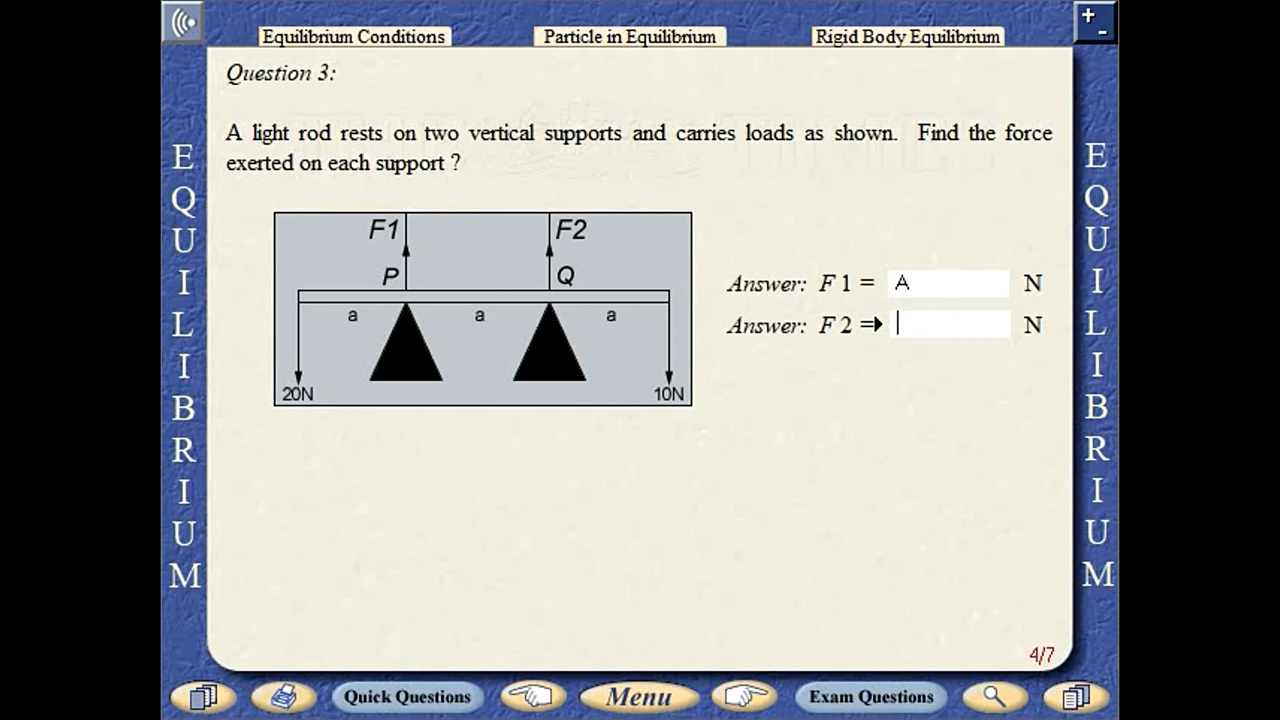 Equilibrium Conditions
Particle in Equilibrium
Rigid Body Equilibrium
+
-
Question 3:
A light rod rests on two vertical supports and carries loads as shown. Find the force
exerted on each support ?
EQUILIBRIUM
EQUILIBRIUM
F1
F2
P
Q
a
a
a
20N
10N
Answer: F 1 = A N
Answer: F 2 = N
4/7
Quick Questions
Menu
Exam Questions